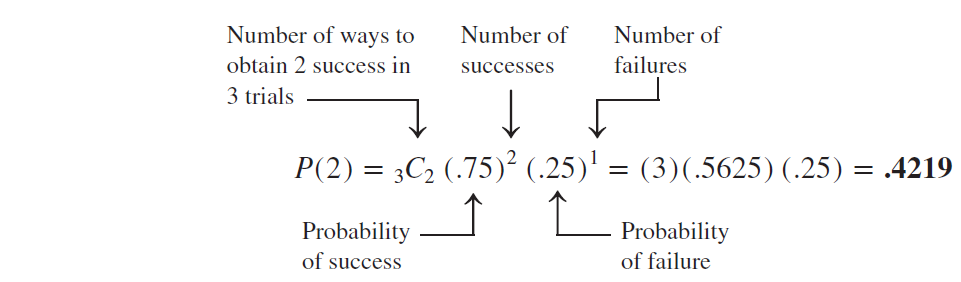 Number of ways to
obtain 2 success in
3 trials
Number of
successes
Number of
failures
P(2) = ₃C₂ (.75)² (.25)¹ = (3)(.5625) (.25) = .4219
Probability
of success
Probability
of failure